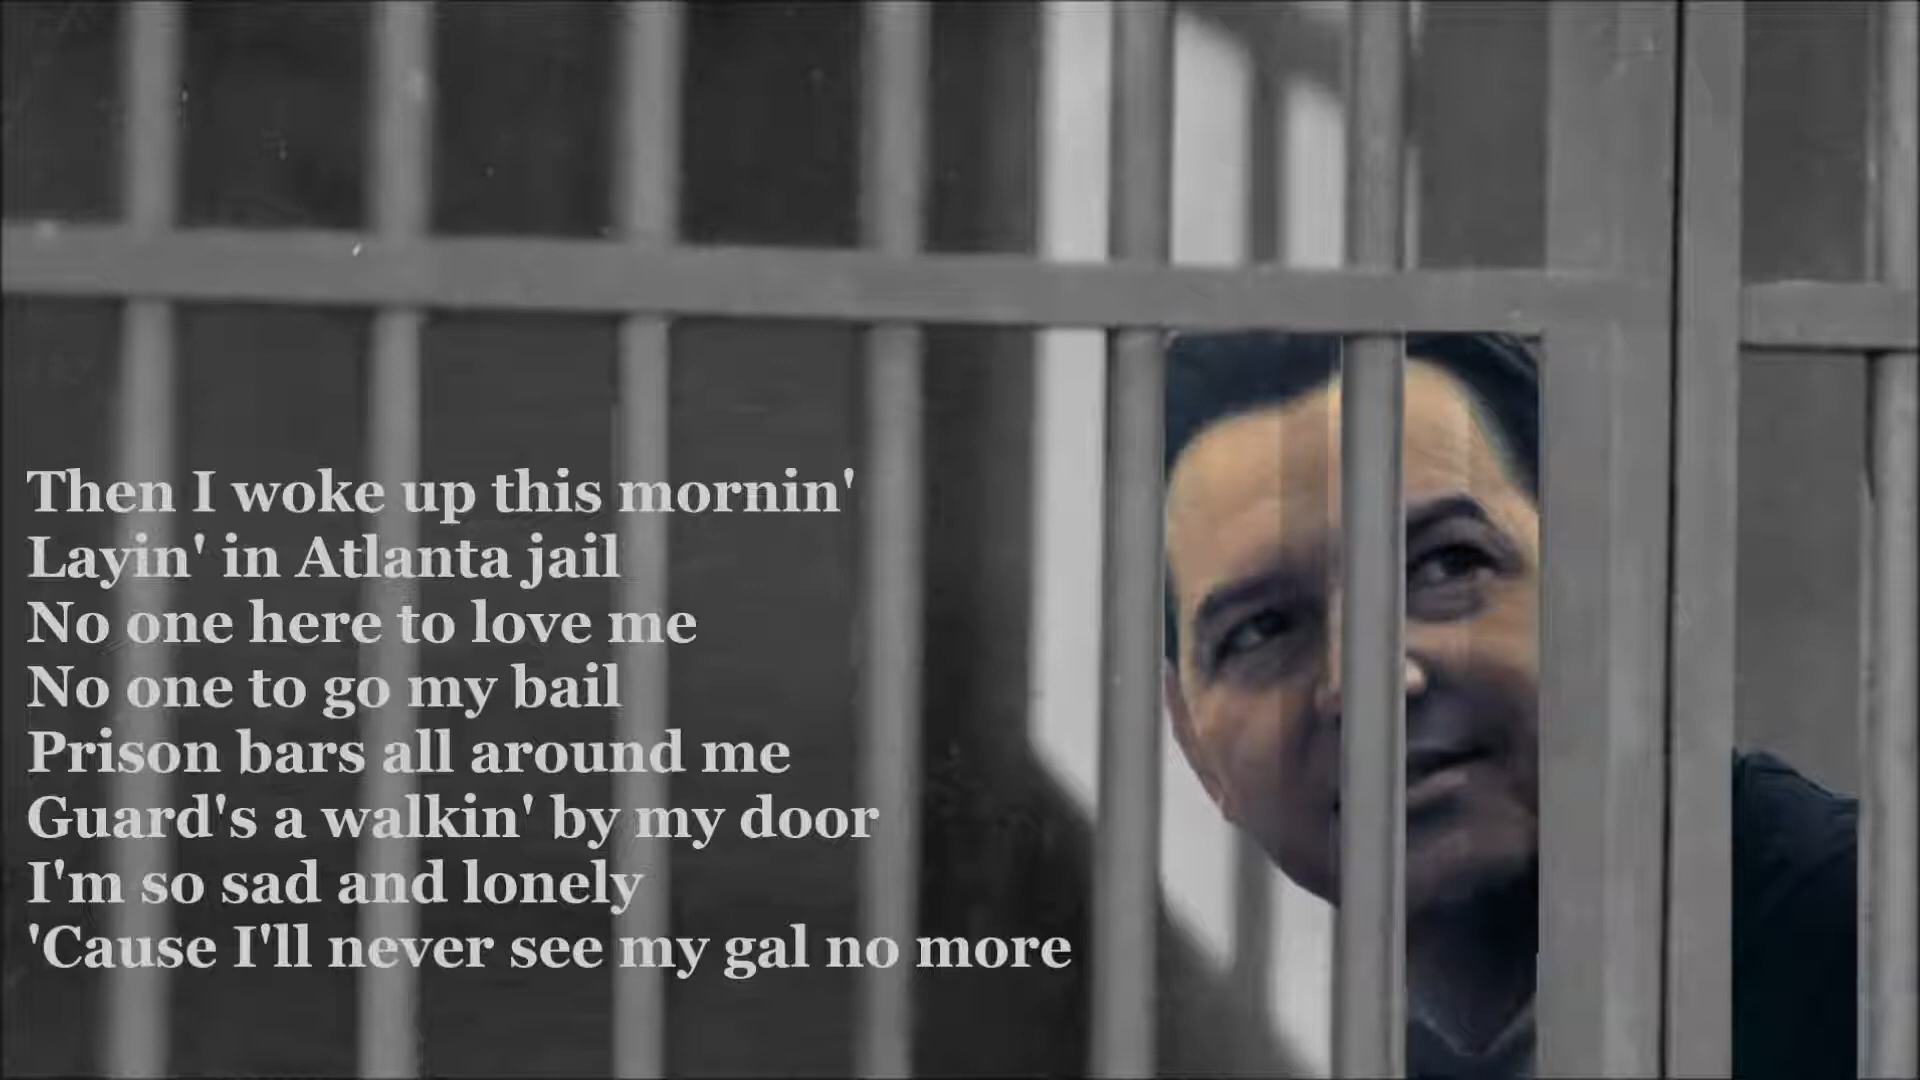 Then I woke up this mornin'
Layin' in Atlanta jail
No one here to love me
No one to go my bail
Prison bars all around me
Guard's a walkin' by my door
I'm so sad and lonely
'Cause I'll never see my gal no more